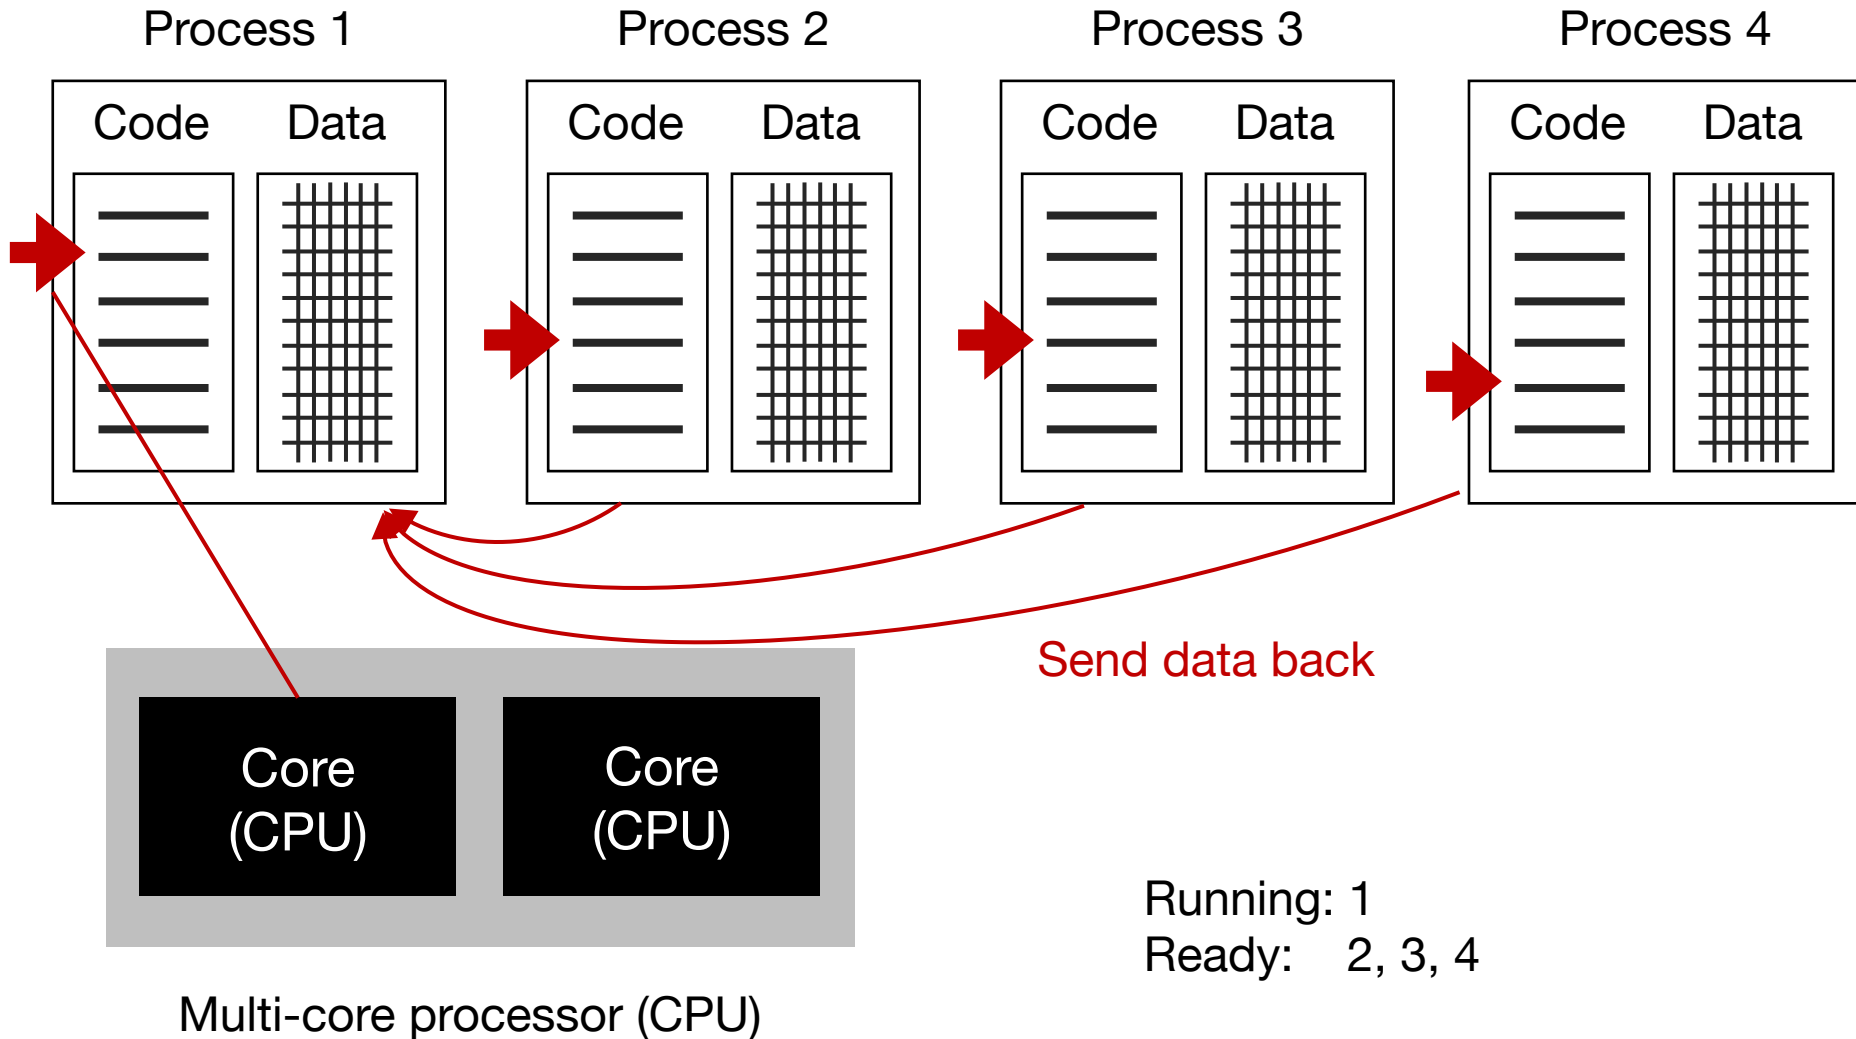 Process 1
Process 2
Process 3
Process 4
Code Data
Code Data
Code Data
Code Data
Send data back
Core
(CPU)
Core
(CPU)
Running: 1
Ready: 2, 3, 4
Multi-core processor (CPU)